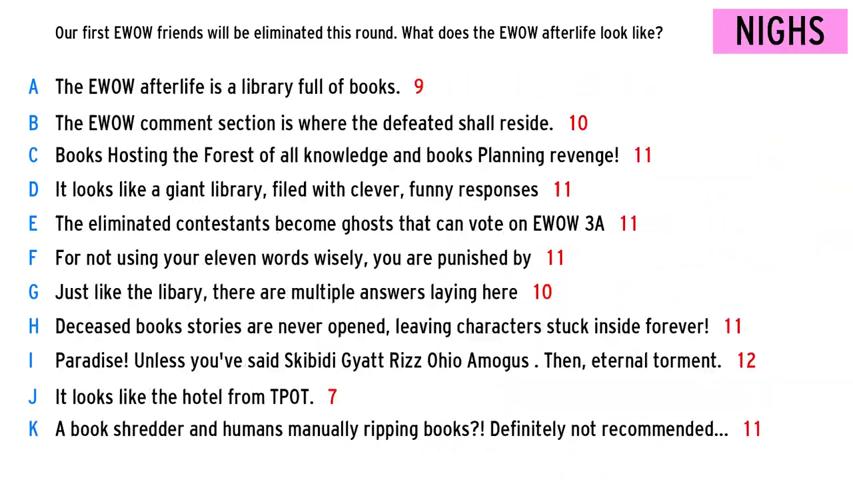 Our first EWOW friends will be eliminated this round. What does the EWOW afterlife look like?
NIGHS
A The EWOW afterlife is a library full of books. 9
B The EWOW comment section is where the defeated shall reside. 10
C Books Hosting the Forest of all knowledge and books Planning revenge! 11
D It looks like a giant library, filed with clever, funny responses 11
E The eliminated contestants become ghosts that can vote on EWOW 3A 11
F For not using your eleven words wisely, you are punished by 11
G Just like the libary, there are multiple answers laying here 10
H Deceased books stories are never opened, leaving characters stuck inside forever! 11
I Paradise! Unless you've said Skibidi Gyatt Rizz Ohio Amogus . Then, eternal torment. 12
J It looks like the hotel from TPOT. 7
K A book shredder and humans manually ripping books?! Definitely not recommended... 11